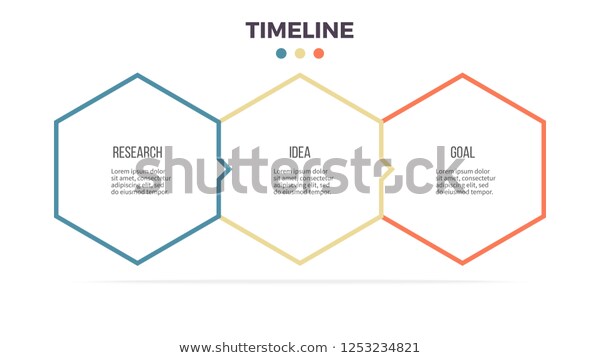 TIMELINE
RESEARCH
Lorem ipsum dolor
sit amet, consectetur
adipiscing elit, sed
do eiusmod tempor.
IDEA
Lorem ipsum dolor
sit amet, consectetur
adipiscing elit, sed
do eiusmod tempor.
GOAL
Lorem ipsum dolor
sit amet, consectetur
adipiscing elit, sed
do eiusmod tempor.
shutterstock
shutterstock.com • 1253234821